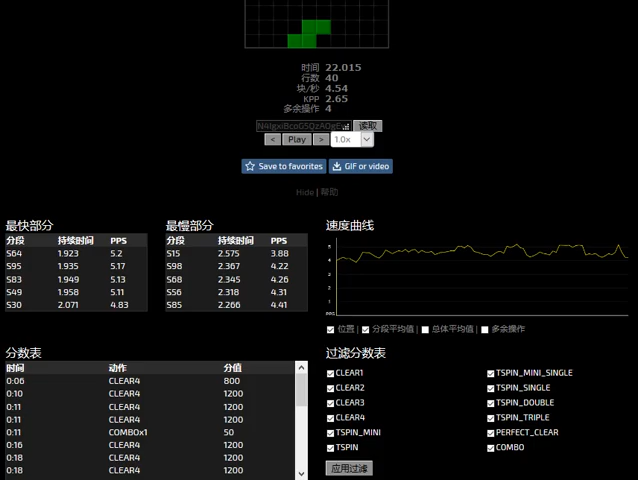 时间 22.015
行数 40
块/秒 4.54
KPP 2.65
多余操作 4
读取
< Play > 1.0x
Save to favorites GIF or video
Hide | 帮助
最快部分
分段 持续时间 PPS
S64 1.923 5.2
S95 1.935 5.17
S83 1.949 5.13
S49 1.958 5.11
S30 2.071 4.83
最慢部分
分段 持续时间 PPS
S15 2.575 3.88
S98 2.367 4.22
S68 2.345 4.26
S56 2.318 4.31
S85 2.266 4.41
速度曲线
5
4
3
2
1
PPS
位置 | 分段平均值 | 总体平均值 | 多余操作
分数表
时间 动作 分值
0:06 CLEAR4 800
0:10 CLEAR4 1200
0:11 CLEAR4 1200
0:11 CLEAR4 1200
0:11 COMBOx1 50
0:16 CLEAR4 1200
0:18 CLEAR4 1200
0:18 CLEAR4 1200
过滤分数表
CLEAR1 TSPIN_MINI_SINGLE
CLEAR2 TSPIN_SINGLE
CLEAR3 TSPIN_DOUBLE
CLEAR4 TSPIN_TRIPLE
TSPIN_MINI PERFECT_CLEAR
TSPIN COMBO
应用过滤